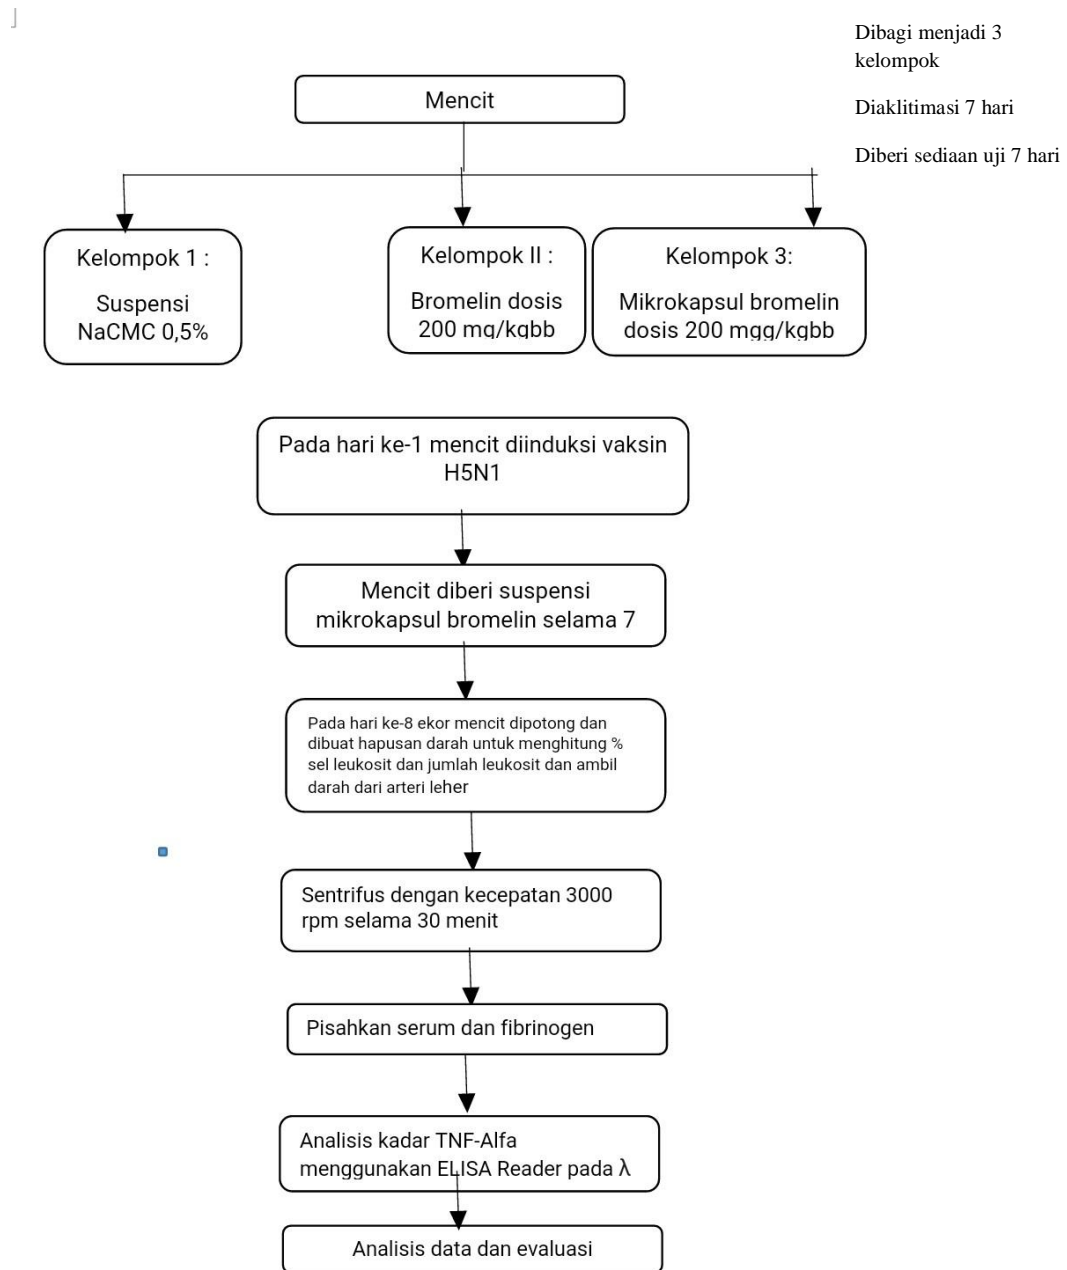 Dibagi menjadi 3
kelompok
Diaklitimasi 7 hari
Diberi sediaan uji 7 hari
Mencit
Kelompok 1 :
Suspensi
NaCMC 0,5%
Kelompok II :
Bromelin dosis
200 mg/kgbb
Kelompok 3:
Mikrokapsul bromelin
dosis 200 mgg/kgbb
Pada hari ke-1 mencit diinduksi vaksin
H5N1
Mencit diberi suspensi
mikrokapsul bromelin selama 7
Pada hari ke-8 ekor mencit dipotong dan
dibuat hapusan darah untuk menghitung %
sel leukosit dan jumlah leukosit dan ambil
darah dari arteri leher
Sentrifus dengan kecepatan 3000
rpm selama 30 menit
Pisahkan serum dan fibrinogen
Analisis kadar TNF-Alfa
menggunakan ELISA Reader pada λ
Analisis data dan evaluasi